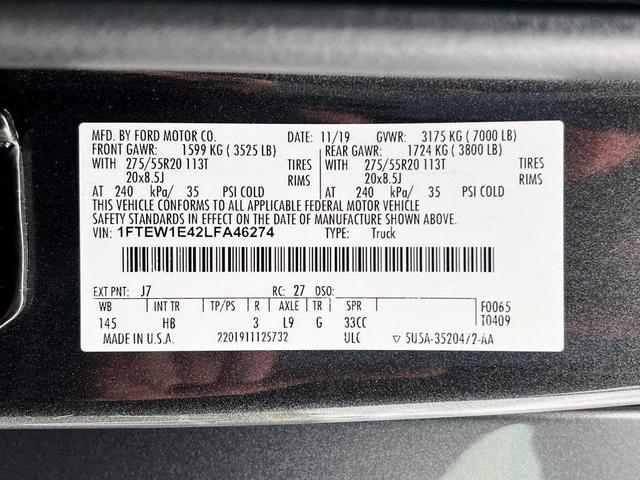 MFD. BY FORD MOTOR CO. DATE: 11/19 GVWR: 3175 KG ( 7000 LB)
FRONT GAWR: 1599 KG ( 3525 LB) REAR GAWR: 1724 KG ( 3800 LB)
WITH 275/55R20 113T TIRES WITH 275/55R20 113T TIRES
20x8.5J RIMS 20x8.5J RIMS
AT 240 kPa/ 35 PSI COLD AT 240 kPa/ 35 PSI COLD
THIS VEHICLE CONFORMS TO ALL APPLICABLE FEDERAL MOTOR VEHICLE
SAFETY STANDARDS IN EFFECT ON THE DATE OF MANUFACTURE SHOWN ABOVE.
VIN: 1FTEW1E42LFA46274 TYPE: Truck
EXT PNT: J7 RC: 27 DSO:
WB INT TR TP/PS R AXLE TR SPR F0065
145 HB 3 L9 G 33CC T0409
MADE IN U.S.A. 2201911125732 ULC ▽ 5U5A-35204/2-AA